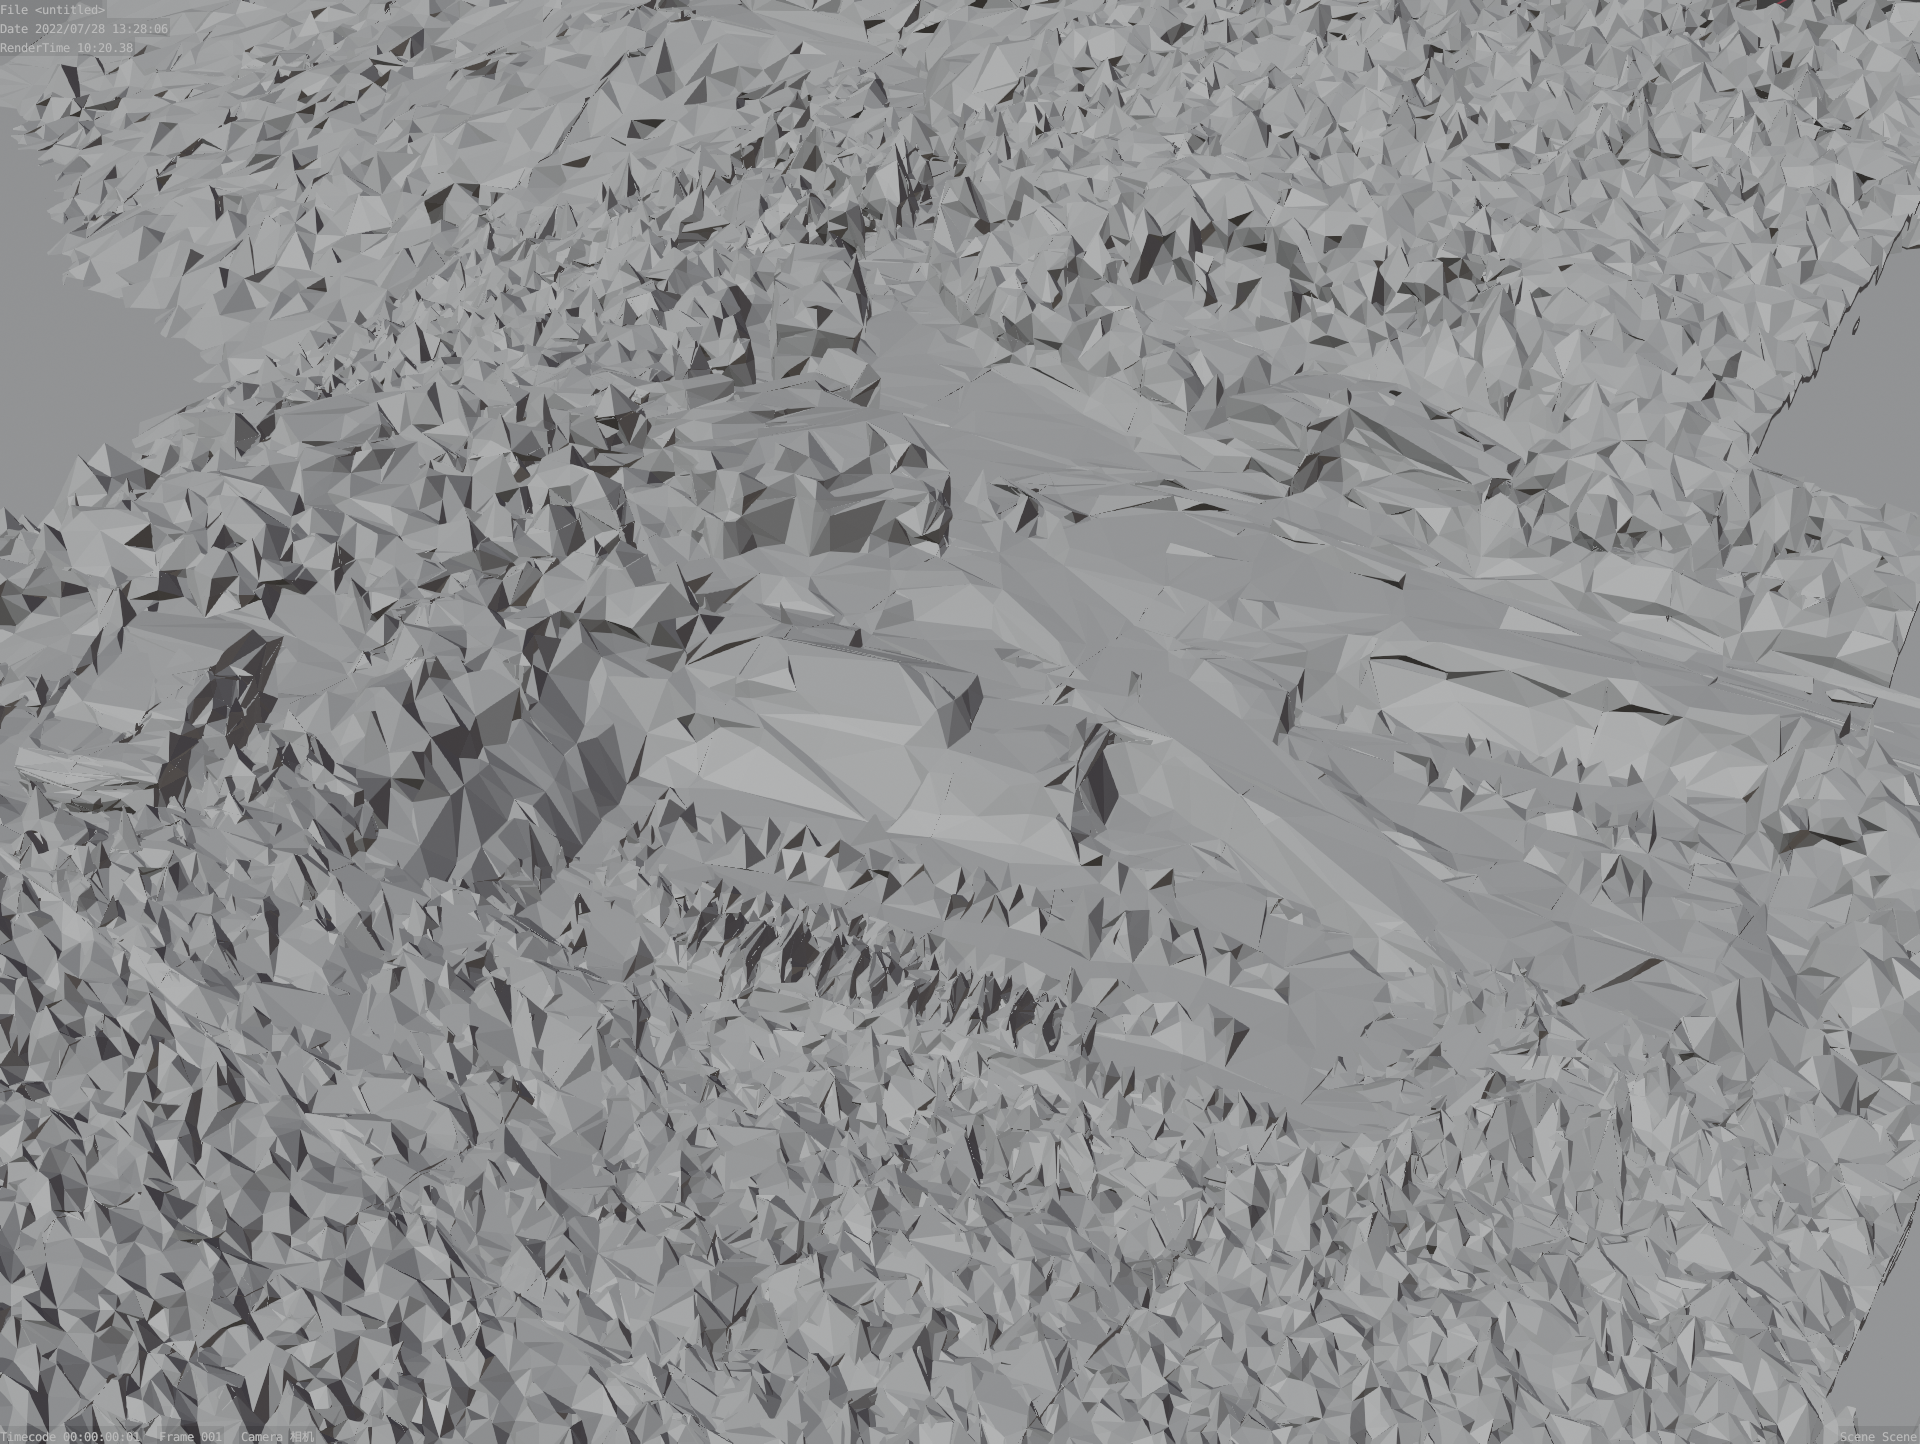 File <untitled>
Date 2022/07/28 13:28:06
RenderTime 10:20.38
Timecode 00:00:00:01 Frame 001 Camera 相机
Scene Scene